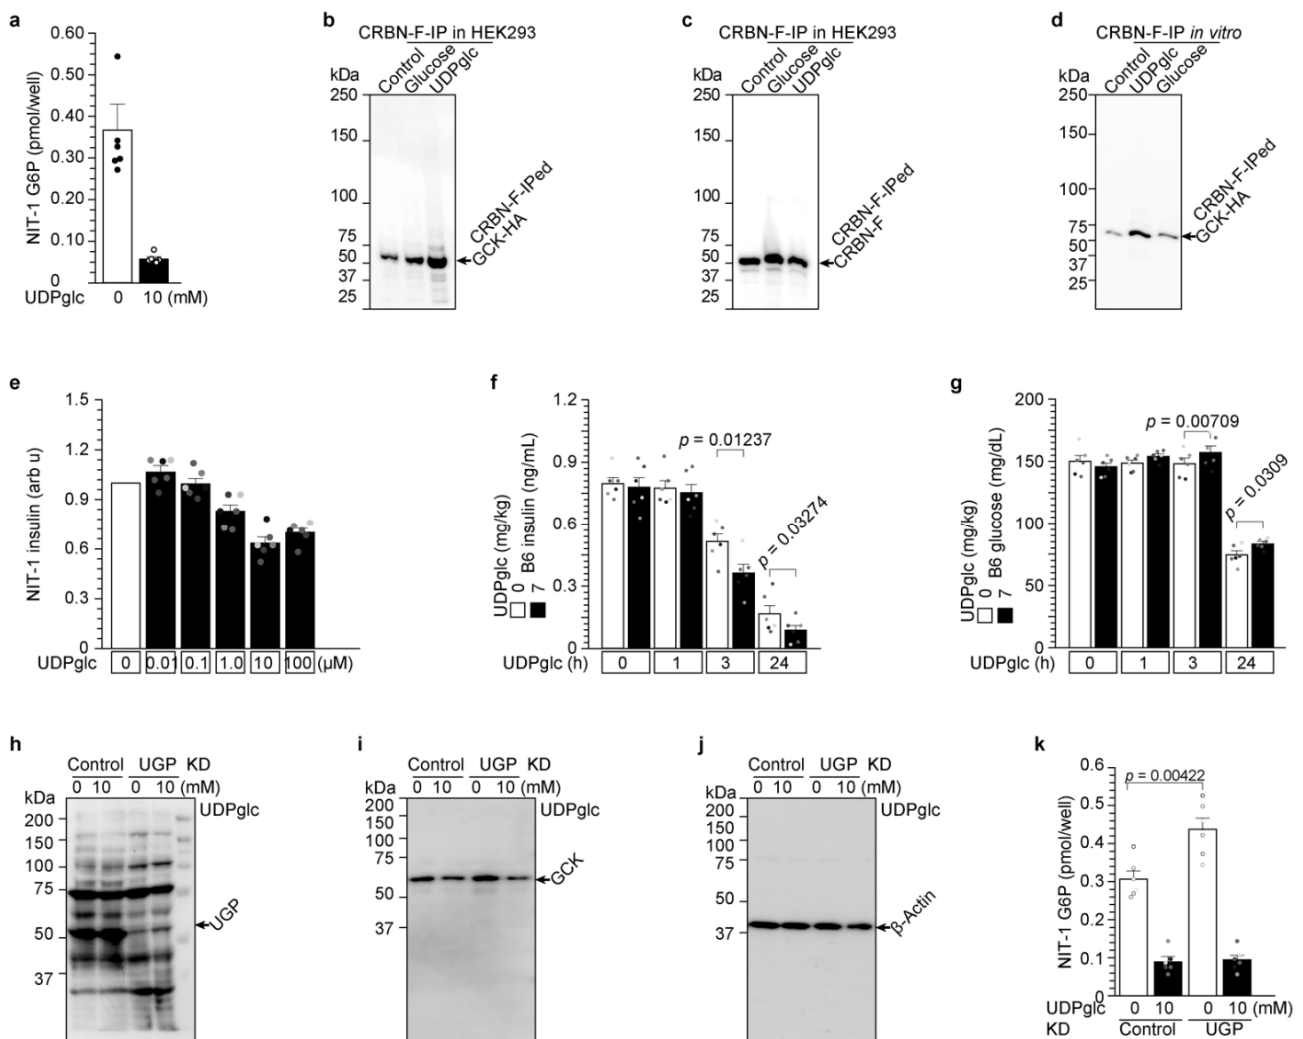 a
0.60
0.50
0.40
0.30
0.20
0.10
0
NIT-1 G6P (pmol/well)
UDPglc 0 10 (mM)
b
CRBN-F-IP in HEK293
Control
Glucose
UDPglc
kDa
250
150
100
75
50
37
25
CRBN-F-IPed
GCK-HA
c
CRBN-F-IP in HEK293
Control
Glucose
UDPglc
kDa
250
150
100
75
50
37
25
CRBN-F-IPed
CRBN-F
d
CRBN-F-IP in vitro
Control
UDPglc
Glucose
kDa
250
150
100
75
50
37
25
CRBN-F-IPed
GCK-HA
e
1.5
1.2
0.9
0.6
0.3
0
NIT-1 insulin (arb u)
UDPglc 0 0.01 0.1 1.0 10 100 (µM)
f
1.2
0.9
0.6
0.3
0
UDPglc (mg/kg)
0
7
B6 insulin (ng/mL)
p = 0.01237
p = 0.03274
UDPglc (h) 0 1 3 24
g
200
150
100
50
0
UDPglc (mg/kg)
0
7
B6 glucose (mg/dL)
p = 0.00709
p = 0.0309
UDPglc (h) 0 1 3 24
h
Control UGP KD
0 10 0 10 (mM)
kDa
UDPglc
200
150
100
75
50
37
UGP
i
Control UGP KD
0 10 0 10 (mM)
kDa
UDPglc
200
150
100
75
50
37
GCK
j
Control UGP KD
0 10 0 10 (mM)
kDa
UDPglc
200
150
100
75
50
37
β-Actin
k
0.6
0.5
0.4
0.3
0.2
0.1
0
NIT-1 G6P (pmol/well)
p = 0.00422
UDPglc 0 10 0 10 (mM)
KD Control UGP